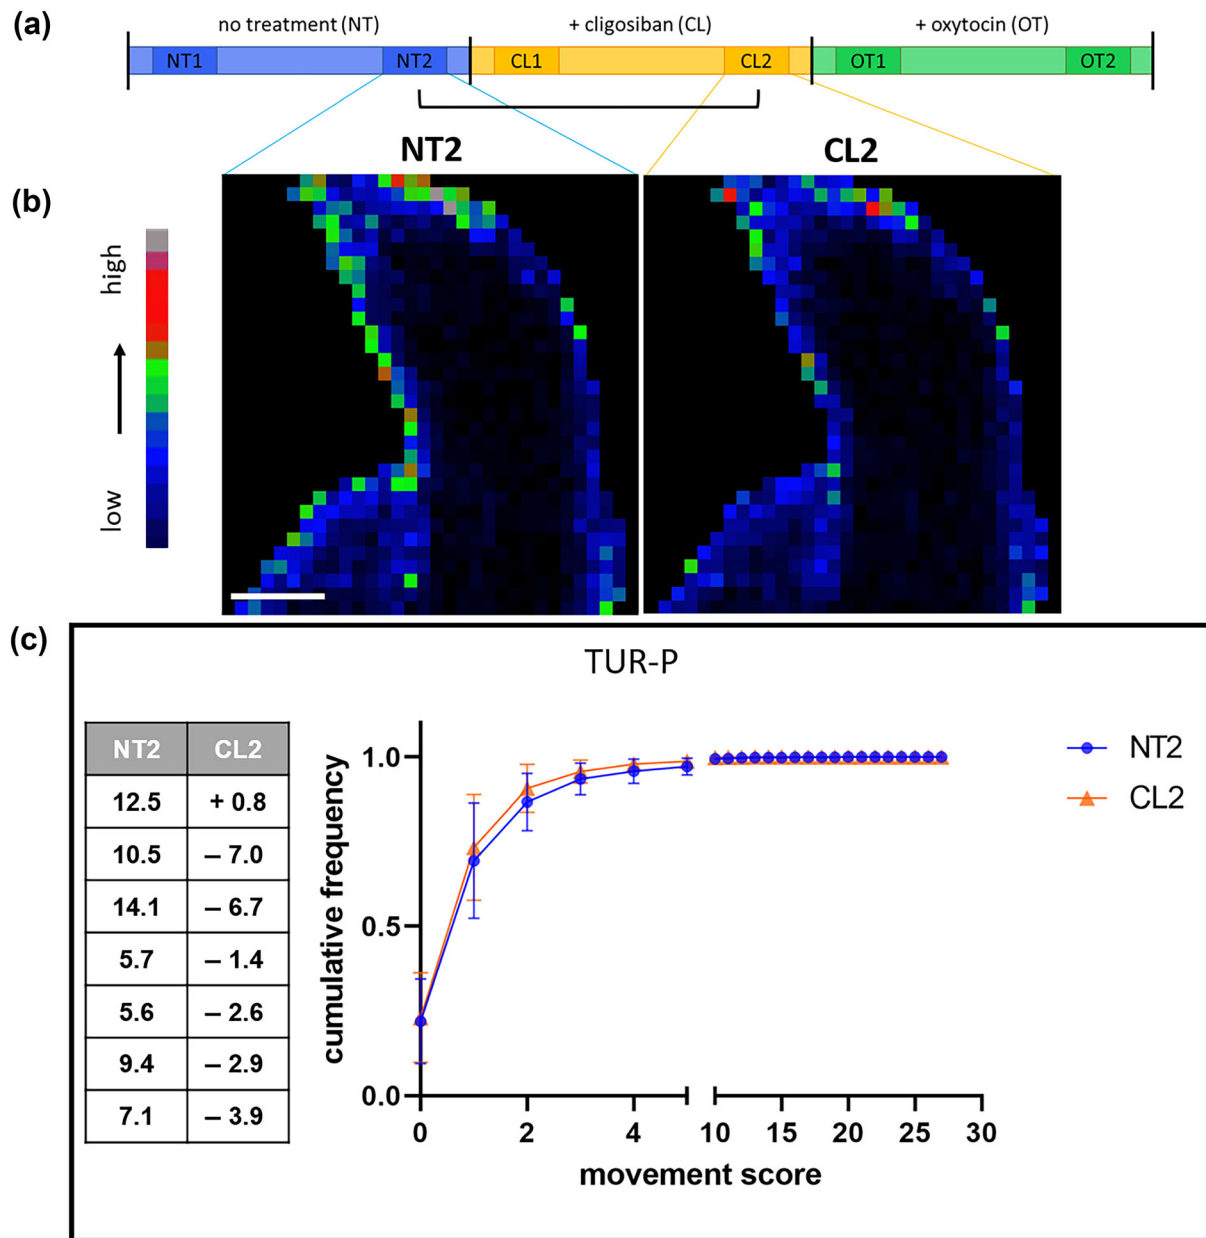 (a)
no treatment (NT) + cligosiban (CL) + oxytocin (OT)
NT1 NT2 CL1 CL2 OT1 OT2
NT2 CL2
(b)
high
low
(c)
TUR-P
NT2 CL2
12.5 + 0.8
10.5 – 7.0
14.1 – 6.7
5.7 – 1.4
5.6 – 2.6
9.4 – 2.9
7.1 – 3.9
cumulative frequency
1.0
0.5
0.0
0 2 4 10 15 20 25 30
movement score
NT2
CL2